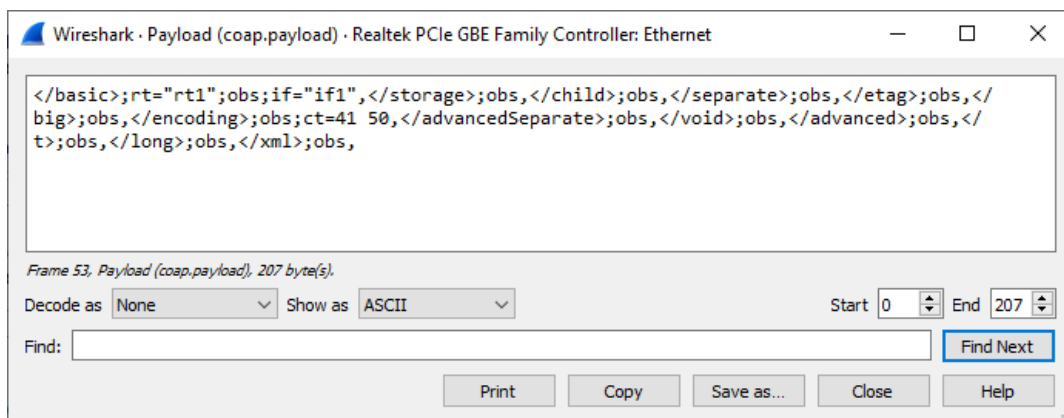 Wireshark · Payload (coap.payload) · Realtek PCIe GBE Family Controller: Ethernet
</basic>;rt="rt1";obs;if="if1",</storage>;obs,</child>;obs,</separate>;obs,</etag>;obs,</
big>;obs,</encoding>;obs;ct=41 50,</advancedSeparate>;obs,</void>;obs,</advanced>;obs,</
t>;obs,</long>;obs,</xml>;obs,
Frame 53, Payload (coap.payload), 207 byte(s).
Decode as None Show as ASCII Start 0 End 207
Find: Find Next
Print Copy Save as... Close Help